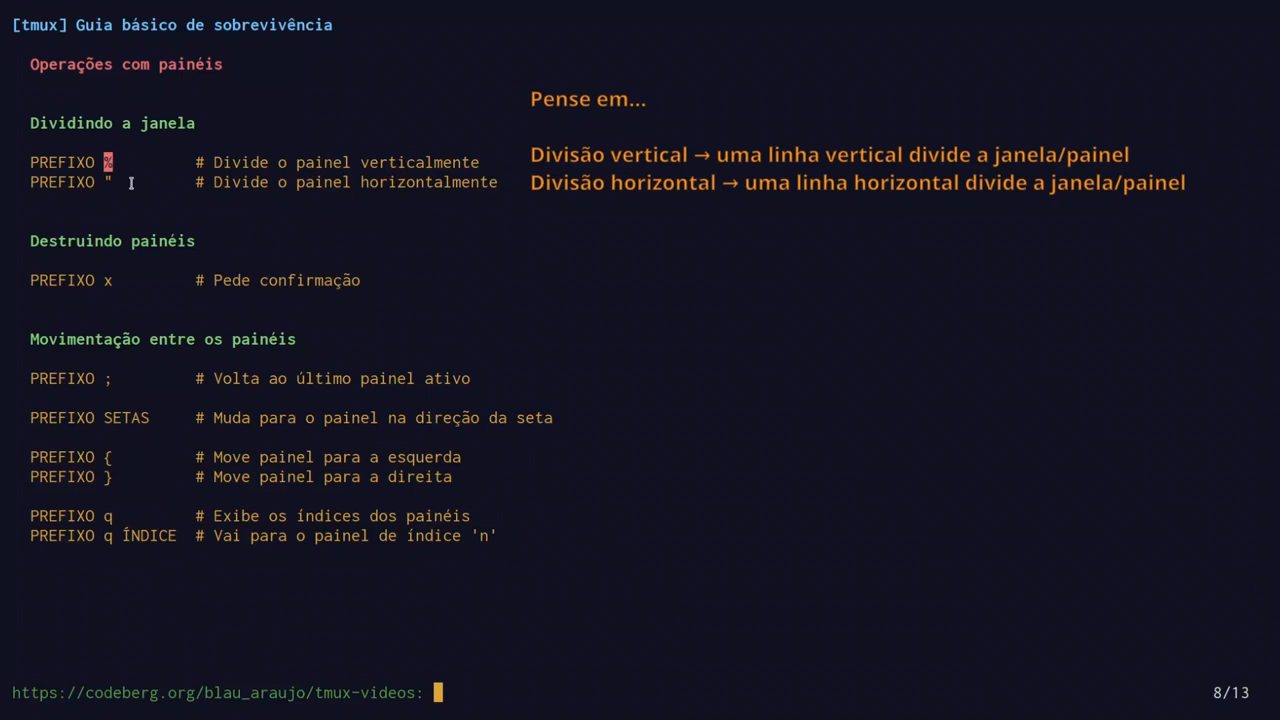 [tmux] Guia básico de sobrevivência
Operações com painéis
Pense em...
Dividindo a janela
PREFIXO % # Divide o painel verticalmente
Divisão vertical → uma linha vertical divide a janela/painel
PREFIXO " # Divide o painel horizontalmente
Divisão horizontal → uma linha horizontal divide a janela/painel
Destruindo painéis
PREFIXO x # Pede confirmação
Movimentação entre os painéis
PREFIXO ; # Volta ao último painel ativo
PREFIXO SETAS # Muda para o painel na direção da seta
PREFIXO { # Move painel para a esquerda
PREFIXO } # Move painel para a direita
PREFIXO q # Exibe os índices dos painéis
PREFIXO q ÍNDICE # Vai para o painel de índice 'n'
https://codeberg.org/blau_araujo/tmux-videos: 8/13